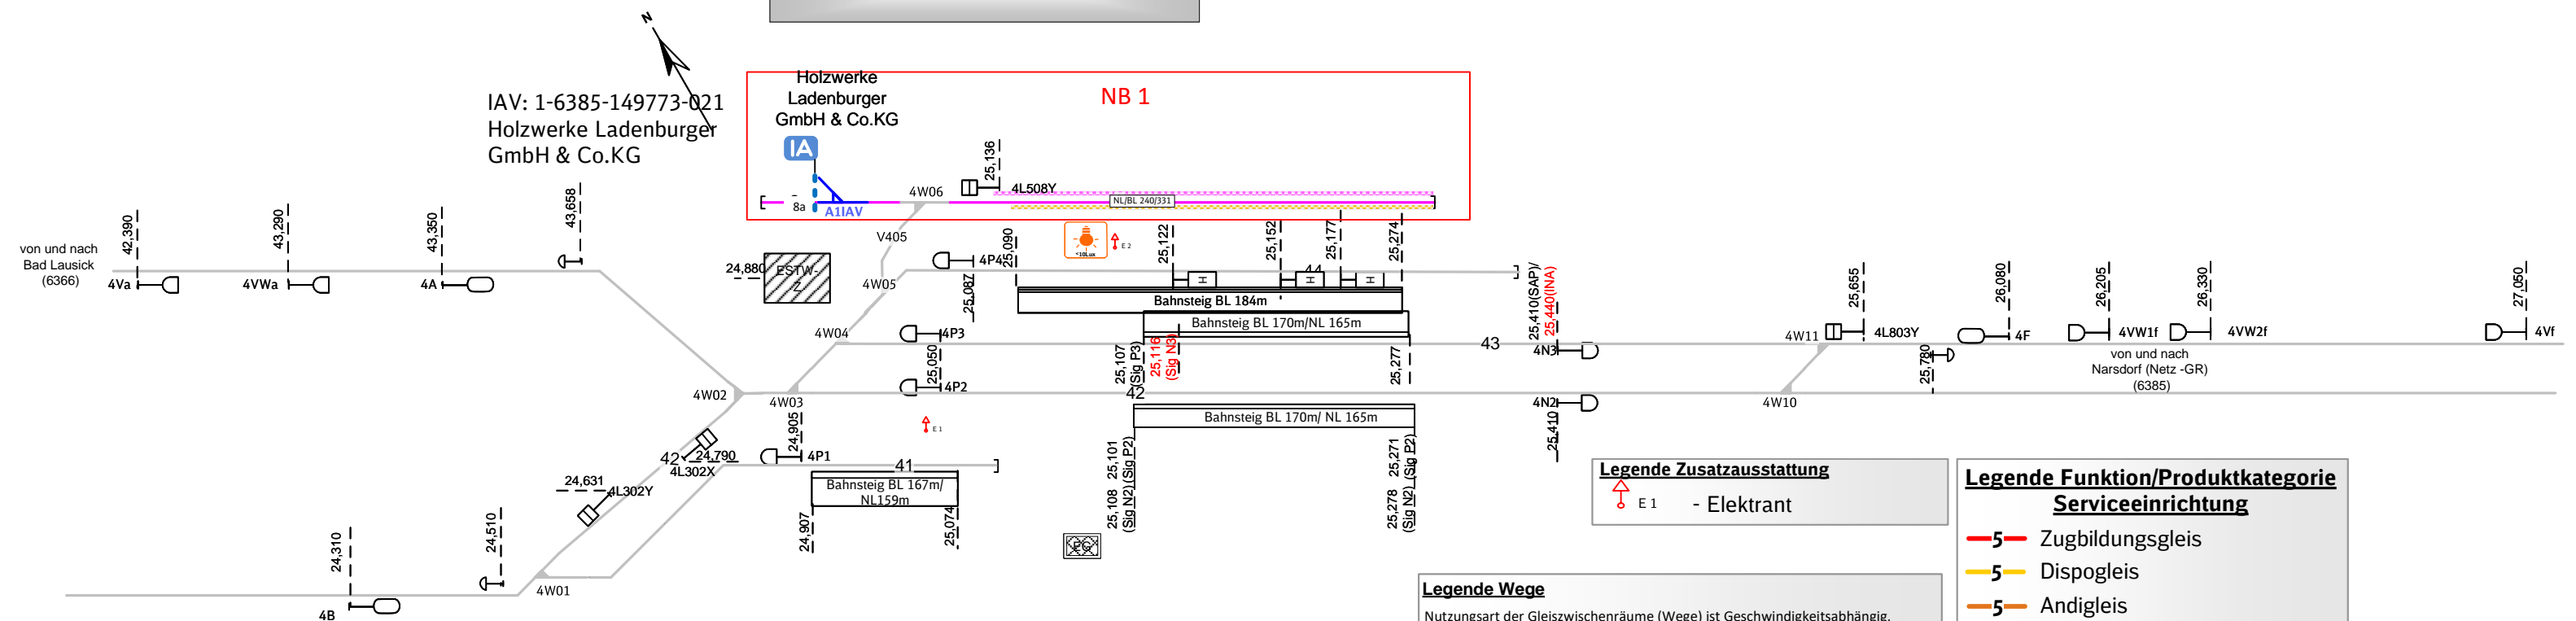 N
IAV: 1-6385-149773-021
Holzwerke Ladenburger
GmbH & Co.KG
Holzwerke
Ladenburger
GmbH & Co.KG
NB 1
IA
8a
A1IAV
4W06
25,136
4L508Y
NL/BL 240/331
von und nach
Bad Lausick
(6366)
42,390
4Va
43,290
4VWa
43,350
4A
43,658
V405
24,880
ESTW-
Z
4W05
4P4
25,087
25,090
<10Lux
E 2
25,122
25,152
25,177
25,274
H
H
H
44
Bahnsteig BL 184m
Bahnsteig BL 170m/NL 165m
4W04
4P3
25,050
4P2
25,107
(Sig P3)
25,116
(Sig N3)
25,277
43
25,410(SAP)/
25,440(INA)
4N3
4W11
25,655
4L803Y
25,780
26,080
4F
26,205
4VW1f
26,330
4VW2f
27,050
4Vf
von und nach
Narsdorf (Netz -GR)
(6385)
4W02
4W03
42
4N2
25,410
4W10
Bahnsteig BL 170m/ NL 165m
25,108
(Sig N2)
25,101
(Sig P2)
25,278
(Sig N2)
25,271
(Sig P2)
E 1
24,905
4P1
42
24,790
4L302X
41
Bahnsteig BL 167m/
NL159m
24,907
25,074
24,631
4L302Y
24,510
24,310
4W01
4B
EG
Legende Zusatzausstattung
E 1 - Elektrant
Legende Wege
Nutzungsart der Gleiszwischenräume (Wege) ist Geschwindigkeitsabhängig.
Legende Funktion/Produktkategorie
Serviceeinrichtung
5 Zugbildungsgleis
5 Dispogleis
5 Andigleis